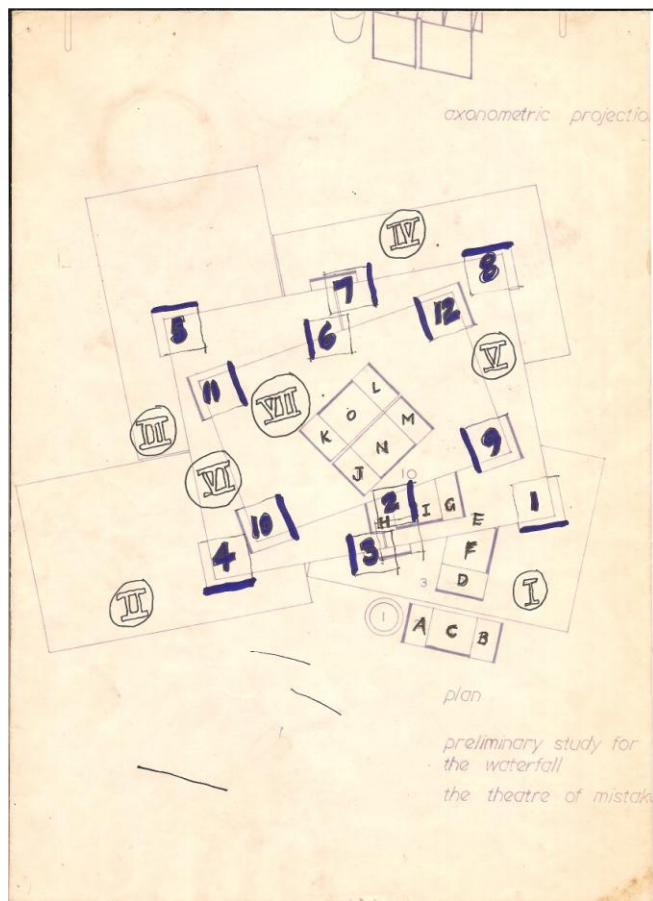 axonometric projectio
IV
8
7
5
12
6
V
11
VII
L
O
M
K
9
III
N
J
10
VI
2
I
G
1
H
E
10
4
3
F
3
D
II
I
1
A
C
B
plan
preliminary study for
the waterfall
the theatre of mistak